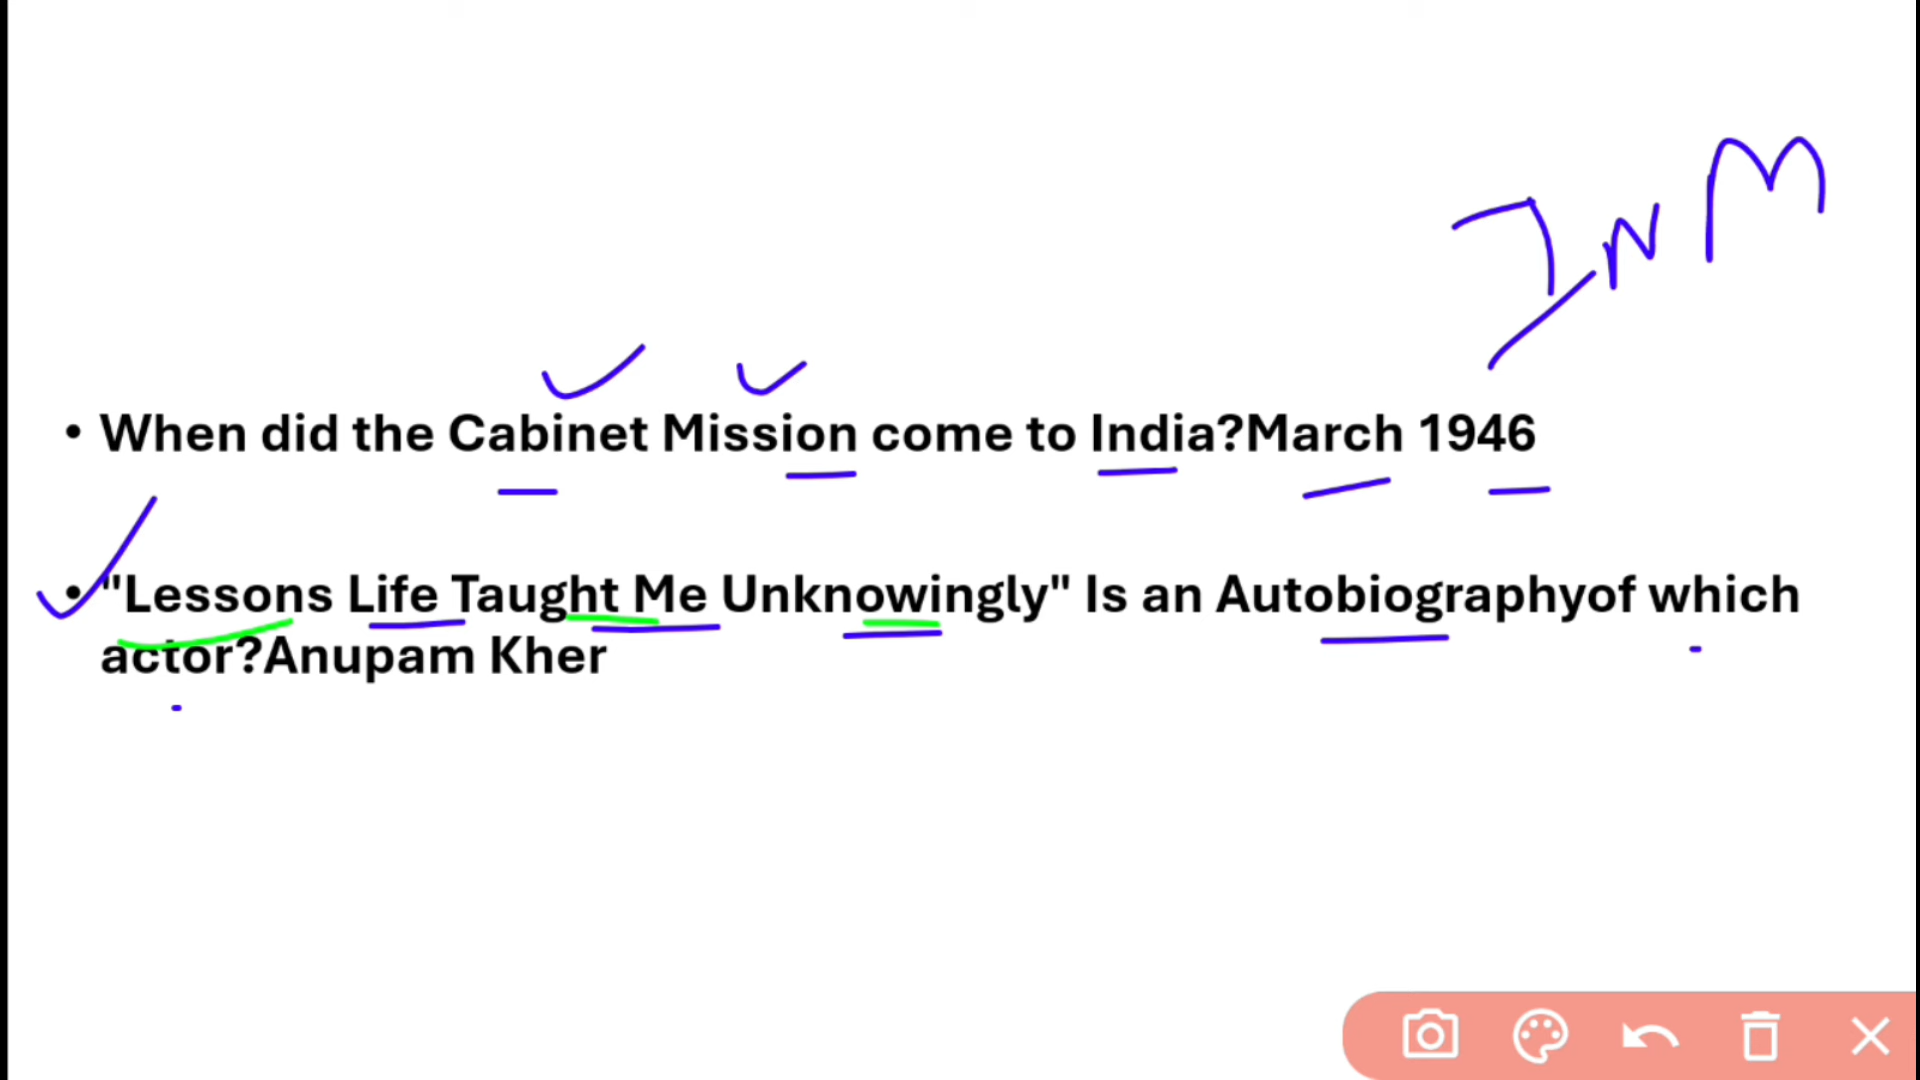 INM
• When did the Cabinet Mission come to India?March 1946
• "Lessons Life Taught Me Unknowingly" Is an Autobiographyof which
actor?Anupam Kher